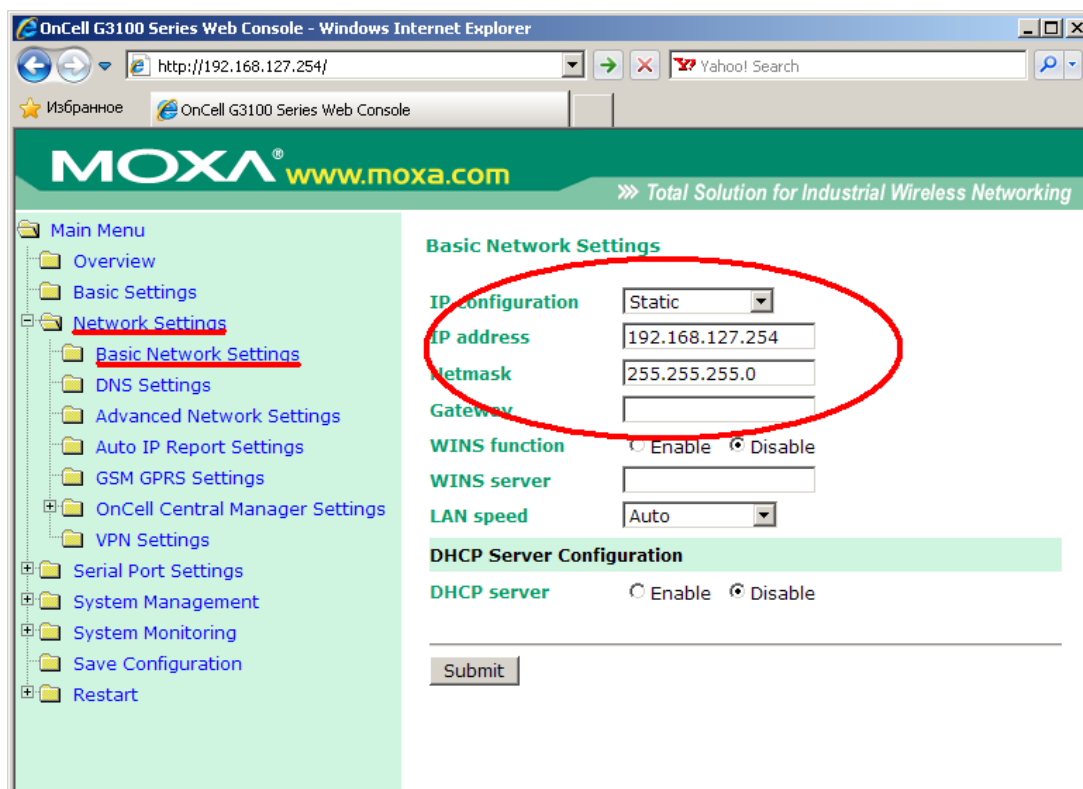 OnCell G3100 Series Web Console - Windows Internet Explorer
http://192.168.127.254/
Yahoo! Search
Избранное
OnCell G3100 Series Web Console
MOXA® www.moxa.com
Total Solution for Industrial Wireless Networking
Main Menu
Overview
Basic Settings
Network Settings
Basic Network Settings
DNS Settings
Advanced Network Settings
Auto IP Report Settings
GSM GPRS Settings
OnCell Central Manager Settings
VPN Settings
Serial Port Settings
System Management
System Monitoring
Save Configuration
Restart
Basic Network Settings
IP configuration Static
IP address 192.168.127.254
Netmask 255.255.255.0
Gateway
WINS function Enable Disable
WINS server
LAN speed Auto
DHCP Server Configuration
DHCP server Enable Disable
Submit